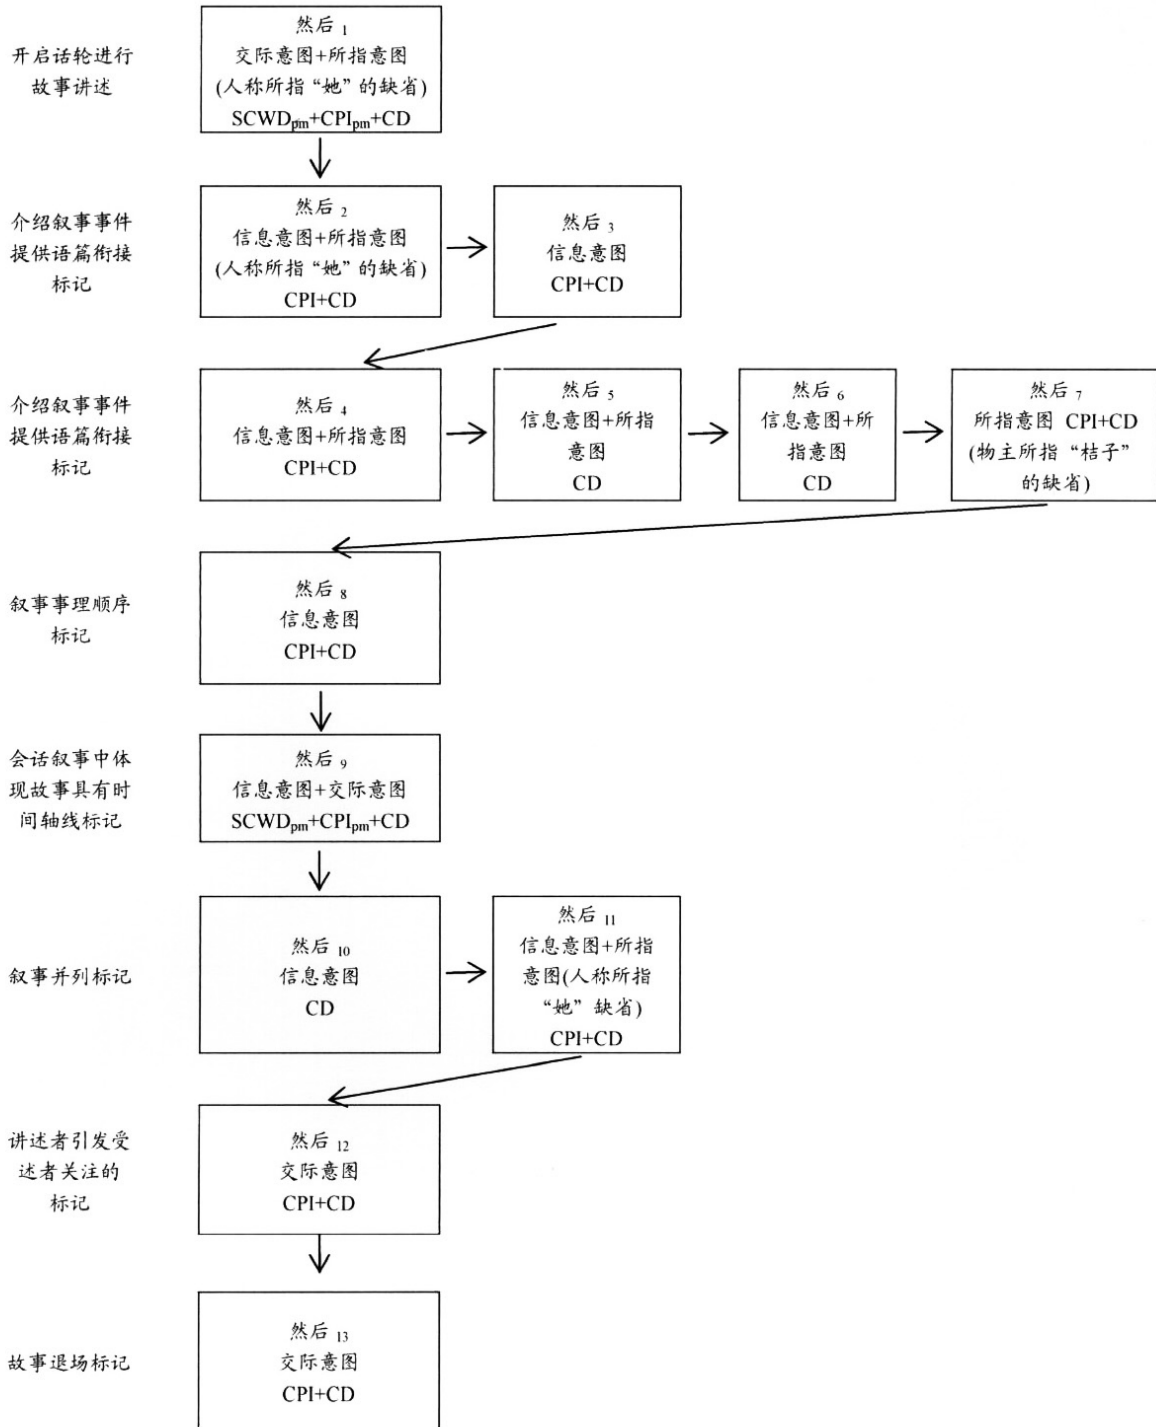 开启话轮进行
故事讲述
然后 1
交际意图+所指意图
(人称所指“她”的缺省)
SCWDpm+CPIpm+CD
介绍叙事事件
提供语篇衔接
标记
然后 2
信息意图+所指意图
(人称所指“她”的缺省)
CPI+CD
然后 3
信息意图
CPI+CD
介绍叙事事件
提供语篇衔接
标记
然后 4
信息意图+所指意图
CPI+CD
然后 5
信息意图+所指
意图
CD
然后 6
信息意图+所
指意图
CD
然后 7
所指意图 CPI+CD
(物主所指“桔子”
的缺省)
叙事事理顺序
标记
然后 8
信息意图
CPI+CD
会话叙事中体
现故事具有时
间轴线标记
然后 9
信息意图+交际意图
SCWDpm+CPIpm+CD
叙事并列标记
然后 10
信息意图
CD
然后 11
信息意图+所指
意图(人称所指
“她”缺省)
CPI+CD
讲述者引发受
述者关注的
标记
然后 12
交际意图
CPI+CD
故事退场标记
然后 13
交际意图
CPI+CD